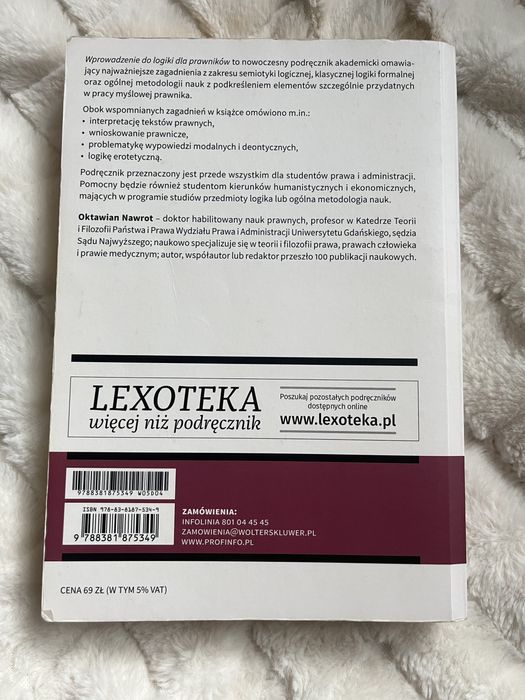 Wprowadzenie do logiki dla prawników to nowoczesny podręcznik akademicki omawia-
jący najważniejsze zagadnienia z zakresu semiotyki logicznej, klasycznej logiki formalnej
oraz ogólnej metodologii nauk z podkreśleniem elementów szczególnie przydatnych
w pracy myślowej prawnika.
Obok wspomnianych zagadnień w książce omówiono m.in.:
• interpretację tekstów prawnych,
• wnioskowanie prawnicze,
• problematykę wypowiedzi modalnych i deontycznych,
• logikę erotetyczną.
Podręcznik przeznaczony jest przede wszystkim dla studentów prawa i administracji.
Pomocny będzie również studentom kierunków humanistycznych i ekonomicznych,
mających w programie studiów przedmioty logika lub ogólna metodologia nauk.
Oktawian Nawrot – doktor habilitowany nauk prawnych, profesor w Katedrze Teorii
i Filozofii Państwa i Prawa Wydziału Prawa i Administracji Uniwersytetu Gdańskiego, sędzia
Sądu Najwyższego; naukowo specjalizuje się w teorii i filozofii prawa, prawach człowieka
i prawie medycznym; autor, współautor lub redaktor przeszło 100 publikacji naukowych.
LEXOTEKA
więcej niż podręcznik
Poszukaj pozostałych podręczników
dostępnych online
www.lexoteka.pl
9788381875349 W05D04
ISBN 978-83-8187-534-9
9 788381 875349
ZAMÓWIENIA:
INFOLINIA 801 04 45 45
ZAMOWIENIA@WOLTERSKLUWER.PL
WWW.PROFINFO.PL
CENA 69 ZŁ (W TYM 5% VAT)